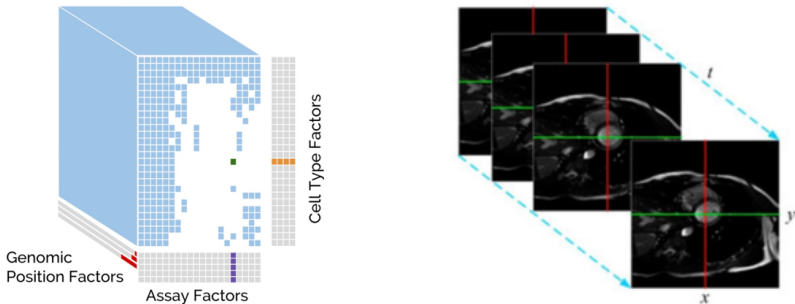 Cell Type Factors
Genomic
Position Factors
Assay Factors
t
y
x